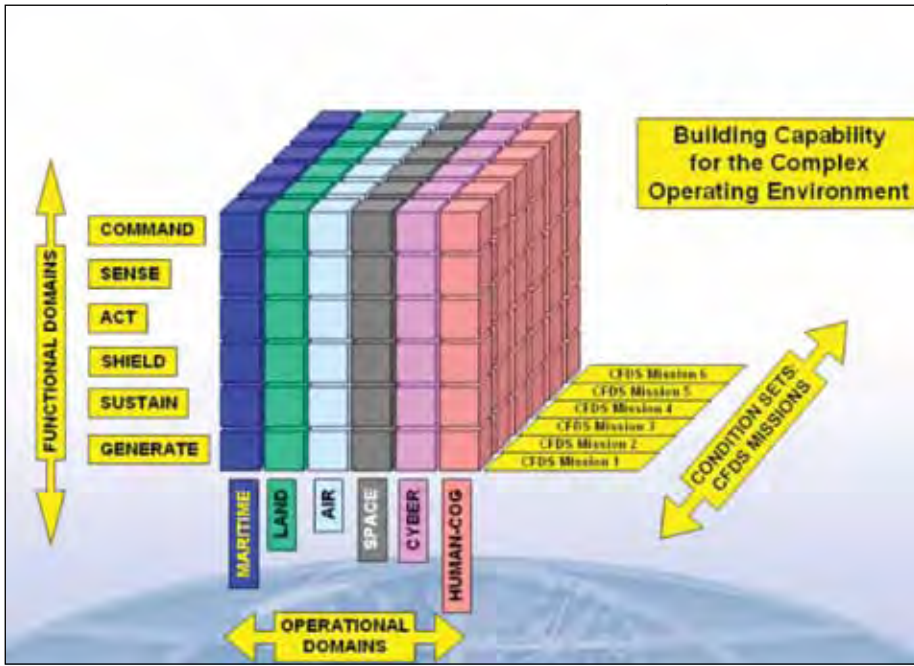 Building Capability
for the Complex
Operating Environment
FUNCTIONAL DOMAINS
COMMAND
SENSE
ACT
SHIELD
SUSTAIN
GENERATE
CFDS Mission 6
CFDS Mission 5
CFDS Mission 4
CFDS Mission 3
CFDS Mission 2
CFDS Mission 1
CONDITION SETS:
CFDS MISSIONS
MARITIME
LAND
AIR
SPACE
CYBER
HUMAN-COG
OPERATIONAL
DOMAINS